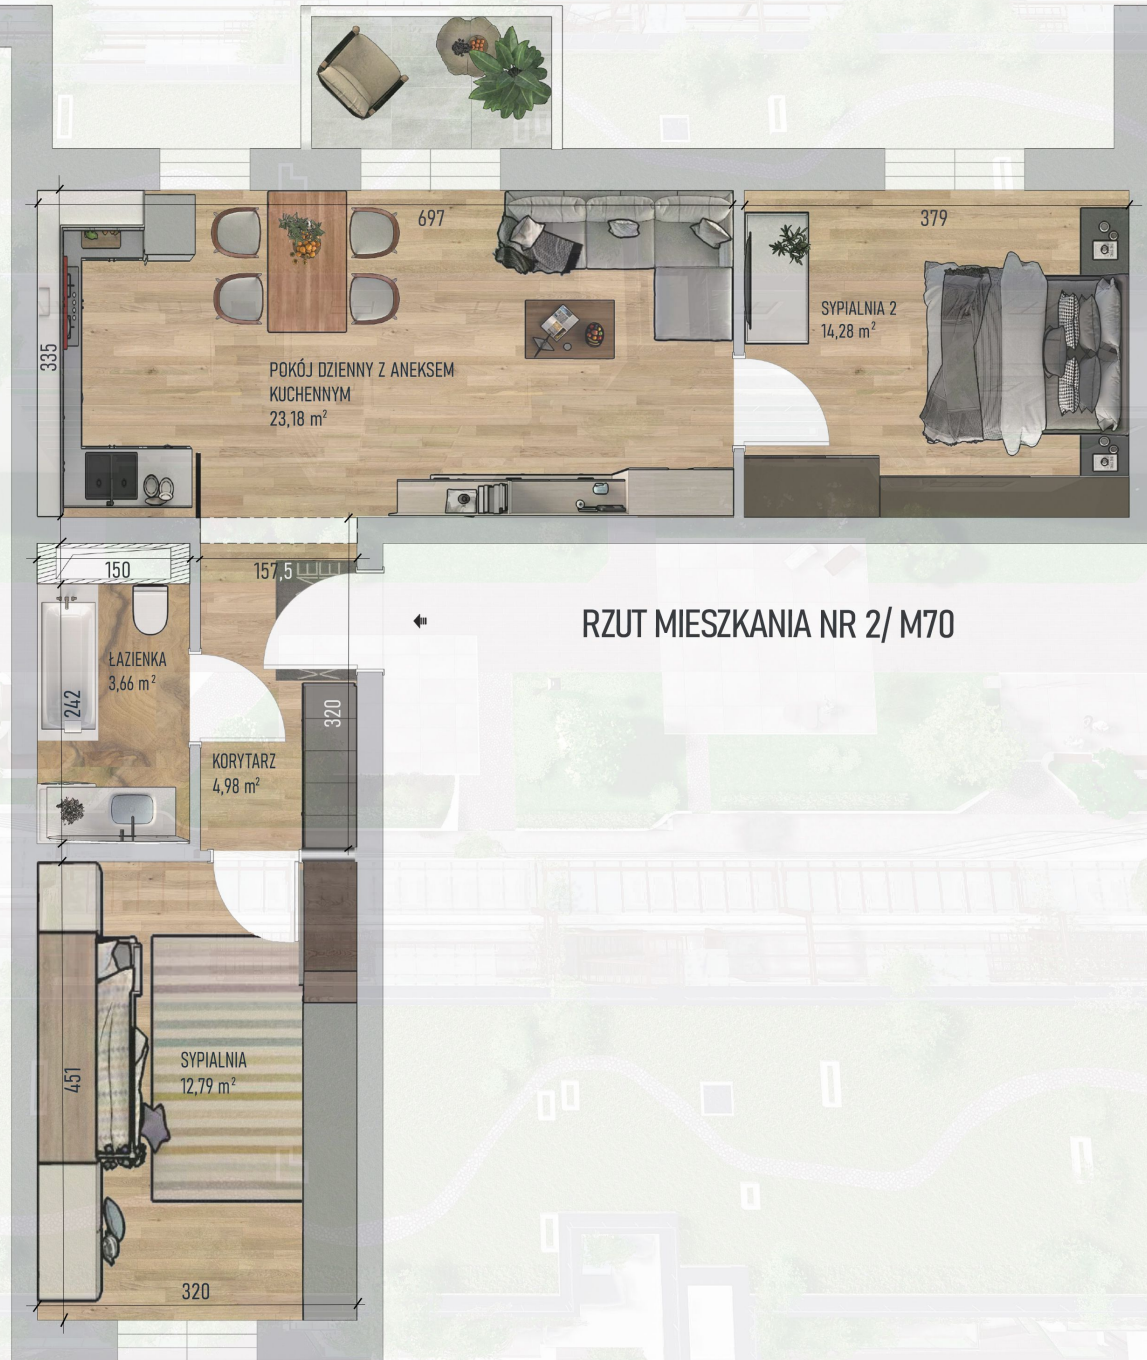 697
379
335
SYPIALNIA 2
14,28 m²
POKÓJ DZIENNY Z ANEKSEM
KUCHENNYM
23,18 m²
150
157,5
RZUT MIESZKANIA NR 2/ M70
ŁAZIENKA
3,66 m²
242
320
KORYTARZ
4,98 m²
SYPIALNIA
12,79 m²
451
320